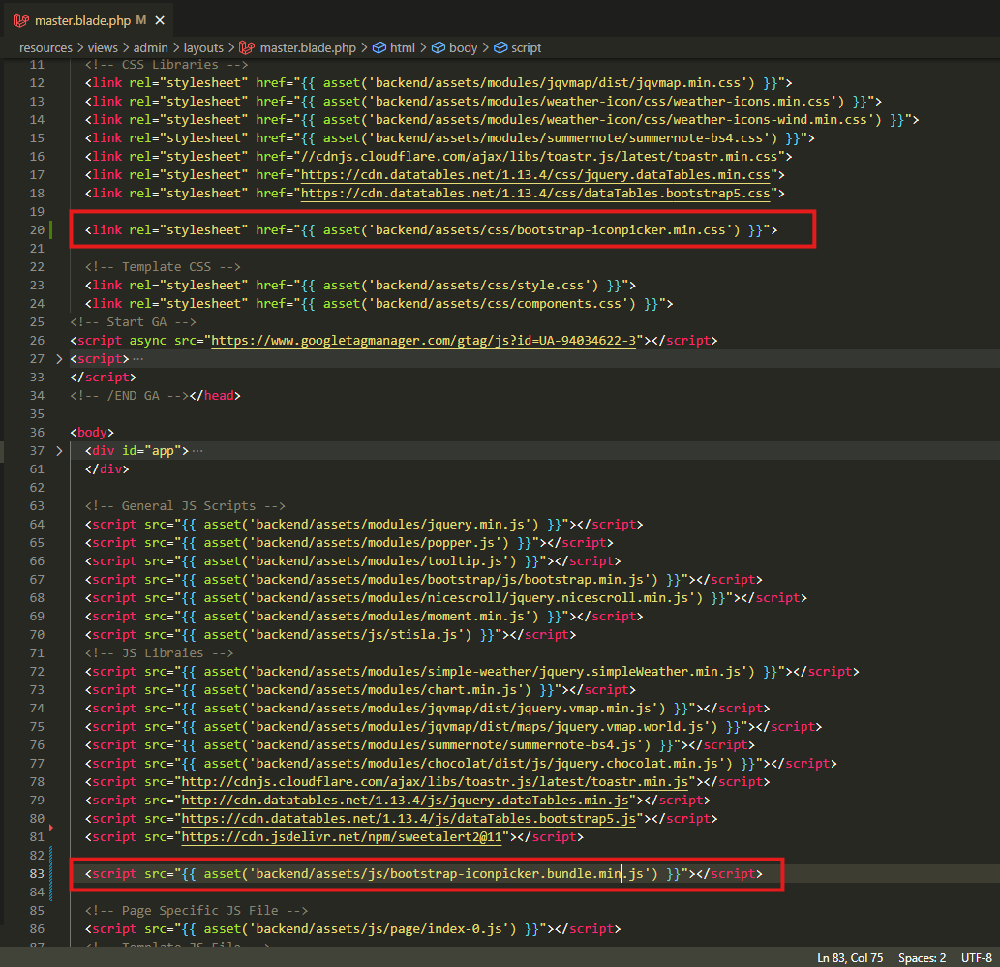 master.blade.php M ×
resources > views > admin > layouts > master.blade.php > html > body > script
11 <!-- CSS Libraries -->
12 <link rel="stylesheet" href="{{ asset('backend/assets/modules/jqvmap/dist/jqvmap.min.css') }}">
13 <link rel="stylesheet" href="{{ asset('backend/assets/modules/weather-icon/css/weather-icons.min.css') }}">
14 <link rel="stylesheet" href="{{ asset('backend/assets/modules/weather-icon/css/weather-icons-wind.min.css') }}">
15 <link rel="stylesheet" href="{{ asset('backend/assets/modules/summernote/summernote-bs4.css') }}">
16 <link rel="stylesheet" href="//cdnjs.cloudflare.com/ajax/libs/toastr.js/latest/toastr.min.css">
17 <link rel="stylesheet" href="https://cdn.datatables.net/1.13.4/css/jquery.dataTables.min.css">
18 <link rel="stylesheet" href="https://cdn.datatables.net/1.13.4/css/dataTables.bootstrap5.css">
19
20 <link rel="stylesheet" href="{{ asset('backend/assets/css/bootstrap-iconpicker.min.css') }}">
21
22 <!-- Template CSS -->
23 <link rel="stylesheet" href="{{ asset('backend/assets/css/style.css') }}">
24 <link rel="stylesheet" href="{{ asset('backend/assets/css/components.css') }}">
25 <!-- Start GA -->
26 <script async src="https://www.googletagmanager.com/gtag/js?id=UA-94034622-3"></script>
27 > <script>···
33 </script>
34 <!-- /END GA --></head>
35
36 <body>
37 > <div id="app">···
61 </div>
62
63 <!-- General JS Scripts -->
64 <script src="{{ asset('backend/assets/modules/jquery.min.js') }}"></script>
65 <script src="{{ asset('backend/assets/modules/popper.js') }}"></script>
66 <script src="{{ asset('backend/assets/modules/tooltip.js') }}"></script>
67 <script src="{{ asset('backend/assets/modules/bootstrap/js/bootstrap.min.js') }}"></script>
68 <script src="{{ asset('backend/assets/modules/nicescroll/jquery.nicescroll.min.js') }}"></script>
69 <script src="{{ asset('backend/assets/modules/moment.min.js') }}"></script>
70 <script src="{{ asset('backend/assets/js/stisla.js') }}"></script>
71 <!-- JS Libraies -->
72 <script src="{{ asset('backend/assets/modules/simple-weather/jquery.simpleWeather.min.js') }}"></script>
73 <script src="{{ asset('backend/assets/modules/chart.min.js') }}"></script>
74 <script src="{{ asset('backend/assets/modules/jqvmap/dist/jquery.vmap.min.js') }}"></script>
75 <script src="{{ asset('backend/assets/modules/jqvmap/dist/maps/jquery.vmap.world.js') }}"></script>
76 <script src="{{ asset('backend/assets/modules/summernote/summernote-bs4.js') }}"></script>
77 <script src="{{ asset('backend/assets/modules/chocolat/dist/js/jquery.chocolat.min.js') }}"></script>
78 <script src="http://cdnjs.cloudflare.com/ajax/libs/toastr.js/latest/toastr.min.js"></script>
79 <script src="http://cdn.datatables.net/1.13.4/js/jquery.dataTables.min.js"></script>
80 <script src="https://cdn.datatables.net/1.13.4/js/dataTables.bootstrap5.js"></script>
81 <script src="https://cdn.jsdelivr.net/npm/sweetalert2@11"></script>
82
83 <script src="{{ asset('backend/assets/js/bootstrap-iconpicker.bundle.min.js') }}"></script>
84
85 <!-- Page Specific JS File -->
86 <script src="{{ asset('backend/assets/js/page/index-0.js') }}"></script>
87 <!-- Template JS File -->
Ln 83, Col 75 Spaces: 2 UTF-8